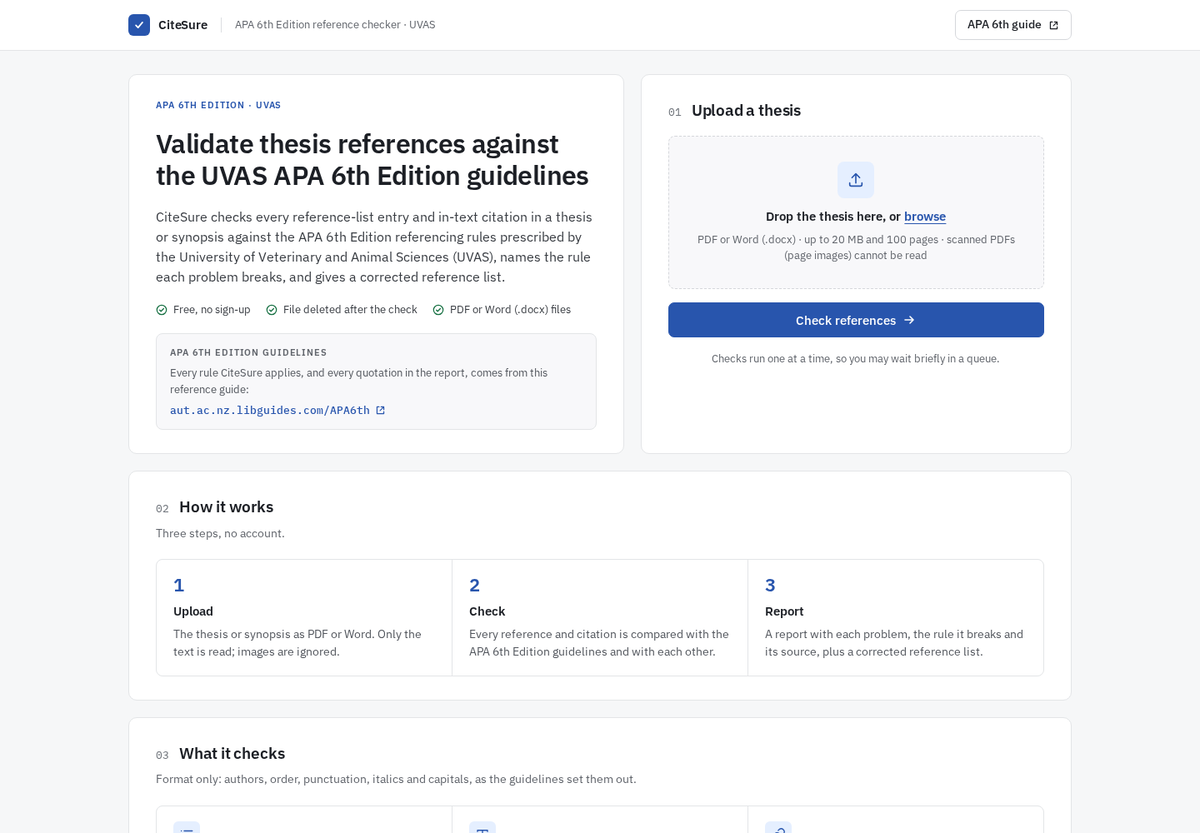 CiteSure
APA 6th Edition reference checker · UVAS
APA 6th guide
APA 6TH EDITION · UVAS
Validate thesis references against
the UVAS APA 6th Edition guidelines
CiteSure checks every reference-list entry and in-text citation in a thesis
or synopsis against the APA 6th Edition referencing rules prescribed by
the University of Veterinary and Animal Sciences (UVAS), names the rule
each problem breaks, and gives a corrected reference list.
Free, no sign-up
File deleted after the check
PDF or Word (.docx) files
APA 6TH EDITION GUIDELINES
Every rule CiteSure applies, and every quotation in the report, comes from this
reference guide:
aut.ac.nz.libguides.com/APA6th
01 Upload a thesis
Drop the thesis here, or browse
PDF or Word (.docx) · up to 20 MB and 100 pages · scanned PDFs
(page images) cannot be read
Check references
Checks run one at a time, so you may wait briefly in a queue.
02 How it works
Three steps, no account.
1
Upload
The thesis or synopsis as PDF or Word. Only the
text is read; images are ignored.
2
Check
Every reference and citation is compared with the
APA 6th Edition guidelines and with each other.
3
Report
A report with each problem, the rule it breaks and
its source, plus a corrected reference list.
03 What it checks
Format only: authors, order, punctuation, italics and capitals, as the guidelines set them out.